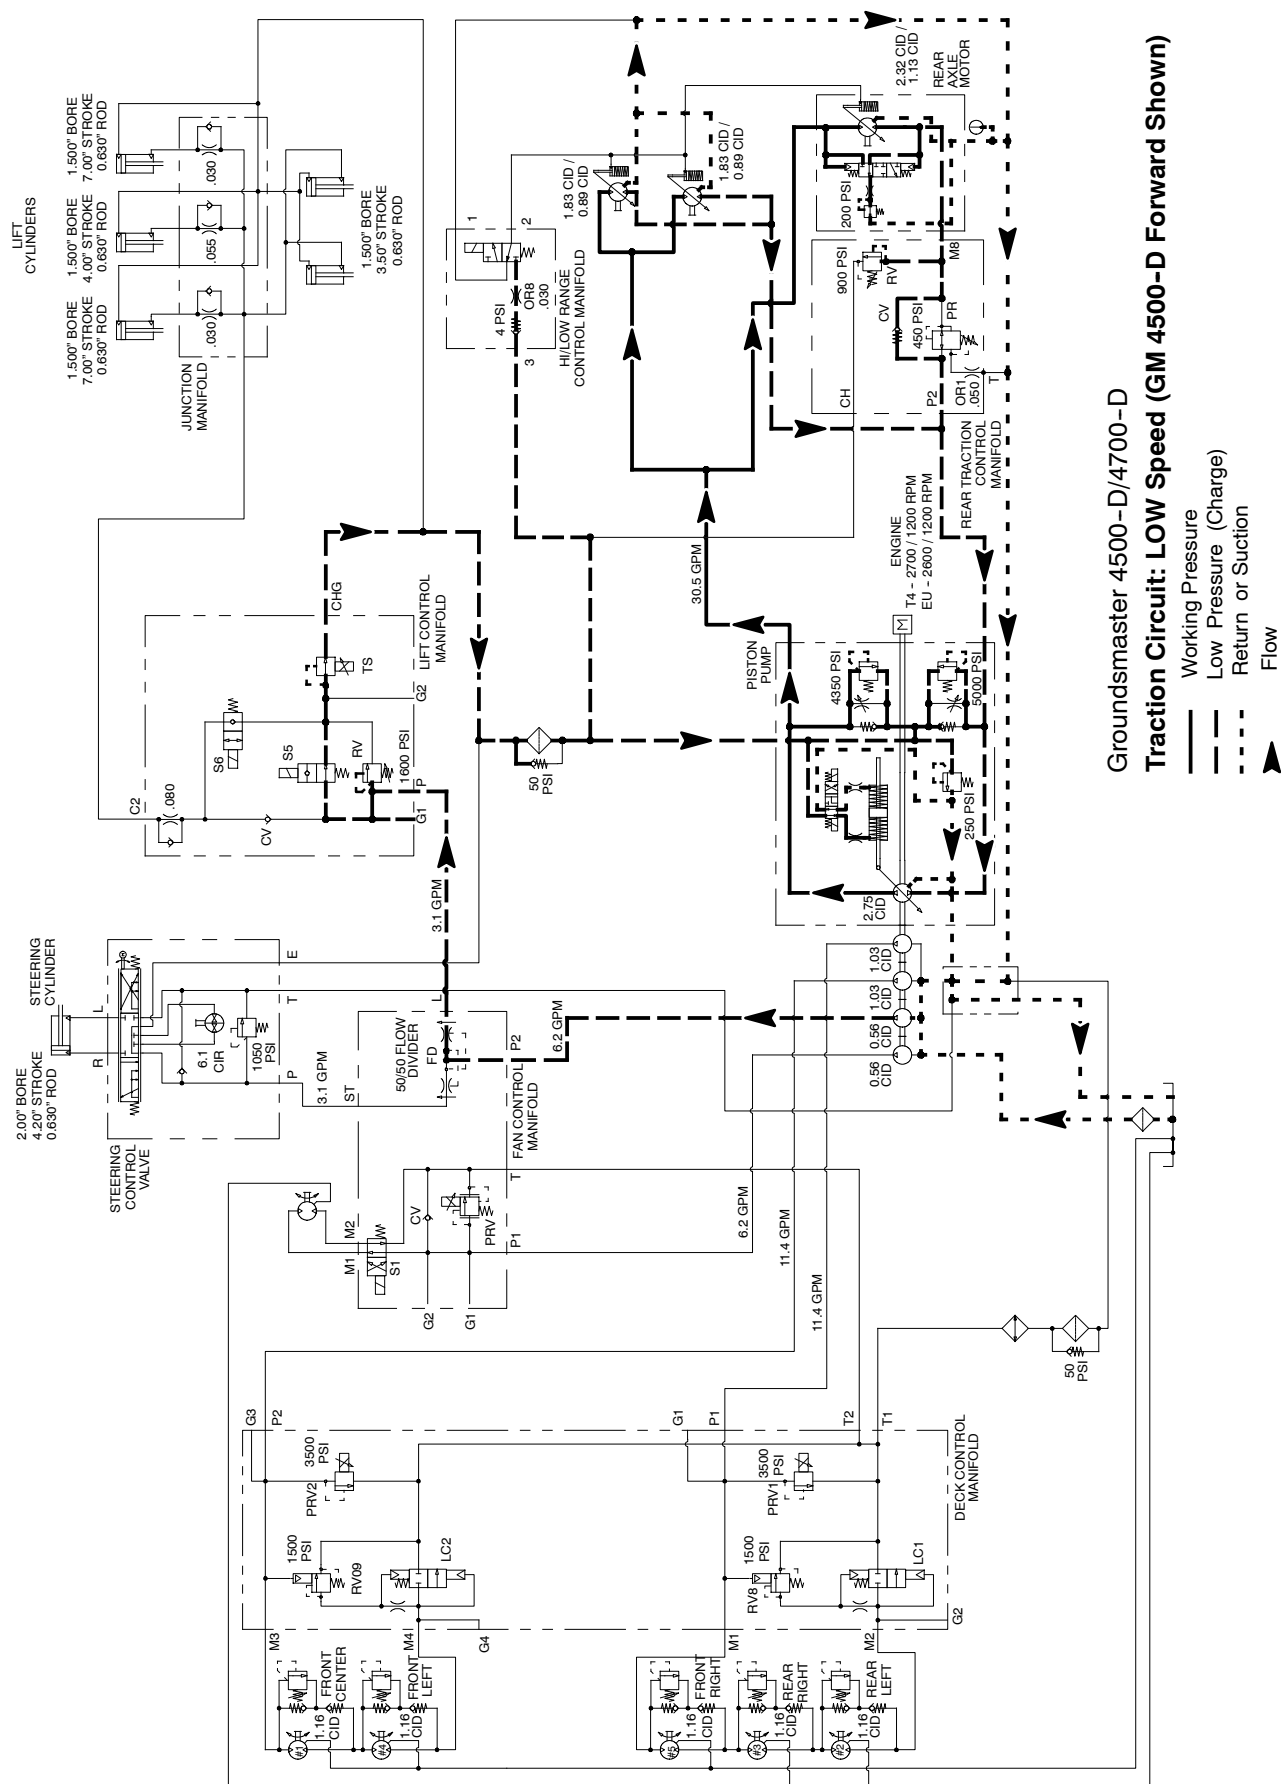 Groundsmaster 4500-D/4700-D
Traction Circuit: LOW Speed (GM 4500-D Forward Shown)
Working Pressure
Low Pressure (Charge)
Return or Suction
Flow
LIFT
CYLINDERS
1.500" BORE
7.00" STROKE
0.630" ROD
1.500" BORE
4.00" STROKE
0.630" ROD
1.500" BORE
7.00" STROKE
0.630" ROD
JUNCTION
MANIFOLD
.030
.055
.030
1.500" BORE
3.50" STROKE
0.630" ROD
STEERING
CYLINDER
2.00" BORE
4.20" STROKE
0.630" ROD
STEERING
CONTROL
VALVE
R
L
6.1
CIR
1050
PSI
P
T
E
C2
.080
S6
CV
S5
RV
1600 PSI
TS
G1
P
G2
CHG
LIFT CONTROL
MANIFOLD
3.1 GPM
3.1 GPM
ST
L
50/50 FLOW
DIVIDER
FD
P2
6.2 GPM
FAN CONTROL
MANIFOLD
M1
M2
S1
CV
PRV
G2
G1
P1
T
6.2 GPM
11.4 GPM
11.4 GPM
1
2
3
4 PSI
OR8
.030
HI/LOW RANGE
CONTROL MANIFOLD
1.83 CID /
0.89 CID
1.83 CID /
0.89 CID
2.32 CID /
1.13 CID
REAR
AXLE
MOTOR
200 PSI
900 PSI
RV
M8
CV
450 PSI
PR
CH
P2
OR1
.050
T
REAR TRACTION
CONTROL
MANIFOLD
30.5 GPM
ENGINE
T4 - 2700 / 1200 RPM
EU - 2600 / 1200 RPM
M
PISTON
PUMP
4350 PSI
5000 PSI
250 PSI
2.75
CID
50
PSI
1.03
CID
1.03
CID
0.56
CID
0.56
CID
50
PSI
G3
P2
G1
P1
T2
T1
3500
PSI
PRV2
3500
PSI
PRV1
DECK CONTROL
MANIFOLD
1500
PSI
RV09
LC2
1500
PSI
RV8
LC1
M3
M4
G4
M1
M2
G2
FRONT
CENTER
1.16
CID
#1
FRONT
LEFT
1.16
CID
#4
FRONT
RIGHT
1.16
CID
#5
REAR
RIGHT
1.16
CID
#3
REAR
LEFT
1.16
CID
#2